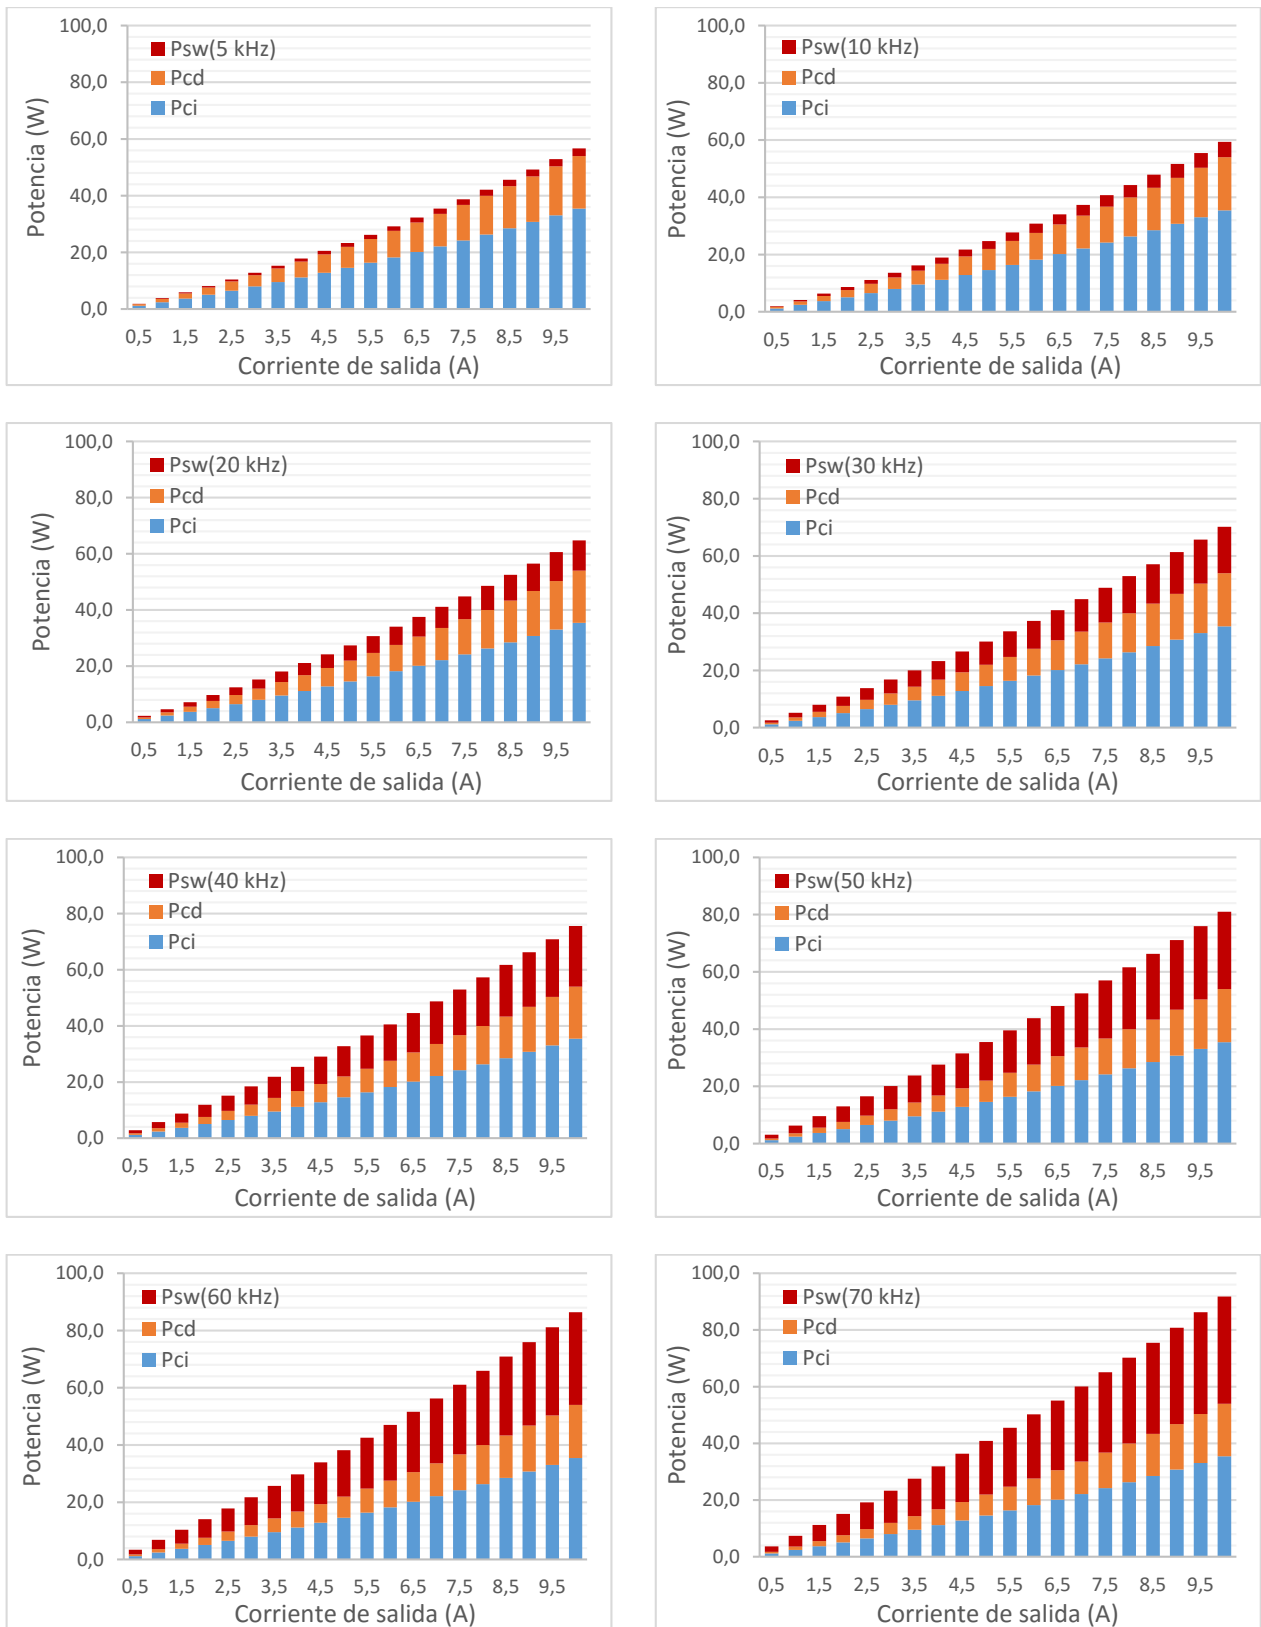 100,0
80,0
60,0
40,0
20,0
0,0
Potencia (W)
Psw(5 kHz)
Pcd
Pci
0,5 1,5 2,5 3,5 4,5 5,5 6,5 7,5 8,5 9,5
Corriente de salida (A)
100,0
80,0
60,0
40,0
20,0
0,0
Potencia (W)
Psw(10 kHz)
Pcd
Pci
0,5 1,5 2,5 3,5 4,5 5,5 6,5 7,5 8,5 9,5
Corriente de salida (A)
100,0
80,0
60,0
40,0
20,0
0,0
Potencia (W)
Psw(20 kHz)
Pcd
Pci
0,5 1,5 2,5 3,5 4,5 5,5 6,5 7,5 8,5 9,5
Corriente de salida (A)
100,0
80,0
60,0
40,0
20,0
0,0
Potencia (W)
Psw(30 kHz)
Pcd
Pci
0,5 1,5 2,5 3,5 4,5 5,5 6,5 7,5 8,5 9,5
Corriente de salida (A)
100,0
80,0
60,0
40,0
20,0
0,0
Potencia (W)
Psw(40 kHz)
Pcd
Pci
0,5 1,5 2,5 3,5 4,5 5,5 6,5 7,5 8,5 9,5
Corriente de salida (A)
100,0
80,0
60,0
40,0
20,0
0,0
Potencia (W)
Psw(50 kHz)
Pcd
Pci
0,5 1,5 2,5 3,5 4,5 5,5 6,5 7,5 8,5 9,5
Corriente de salida (A)
100,0
80,0
60,0
40,0
20,0
0,0
Potencia (W)
Psw(60 kHz)
Pcd
Pci
0,5 1,5 2,5 3,5 4,5 5,5 6,5 7,5 8,5 9,5
Corriente de salida (A)
100,0
80,0
60,0
40,0
20,0
0,0
Potencia (W)
Psw(70 kHz)
Pcd
Pci
0,5 1,5 2,5 3,5 4,5 5,5 6,5 7,5 8,5 9,5
Corriente de salida (A)